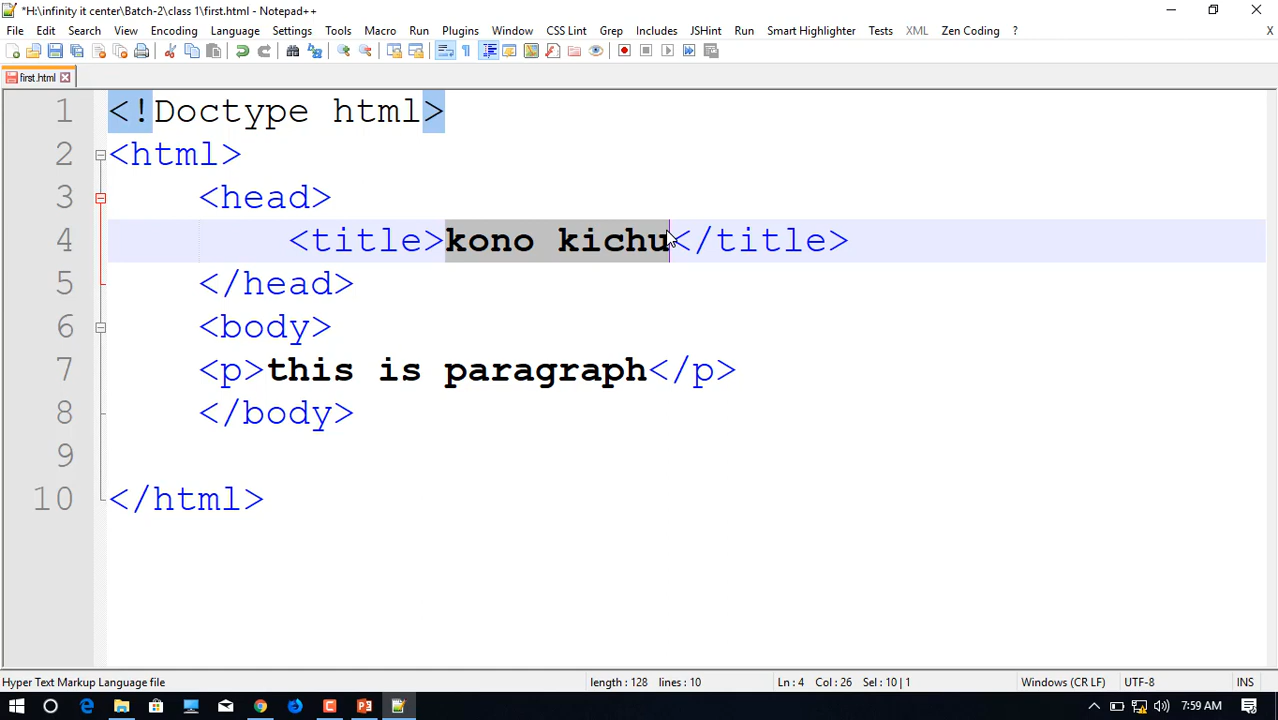 *H:\infinity it center\Batch-2\class 1\first.html - Notepad++
File Edit Search View Encoding Language Settings Tools Macro Run Plugins Window CSS Lint Grep Includes JSHint Run Smart Highlighter Tests XML Zen Coding ? X
first.html
1 <!Doctype html>
2 <html>
3 <head>
4 <title>kono kichu</title>
5 </head>
6 <body>
7 <p>this is paragraph</p>
8 </body>
9
10 </html>
Hyper Text Markup Language file length : 128 lines : 10 Ln : 4 Col : 26 Sel : 10 | 1 Windows (CR LF) UTF-8 INS
7:59 AM